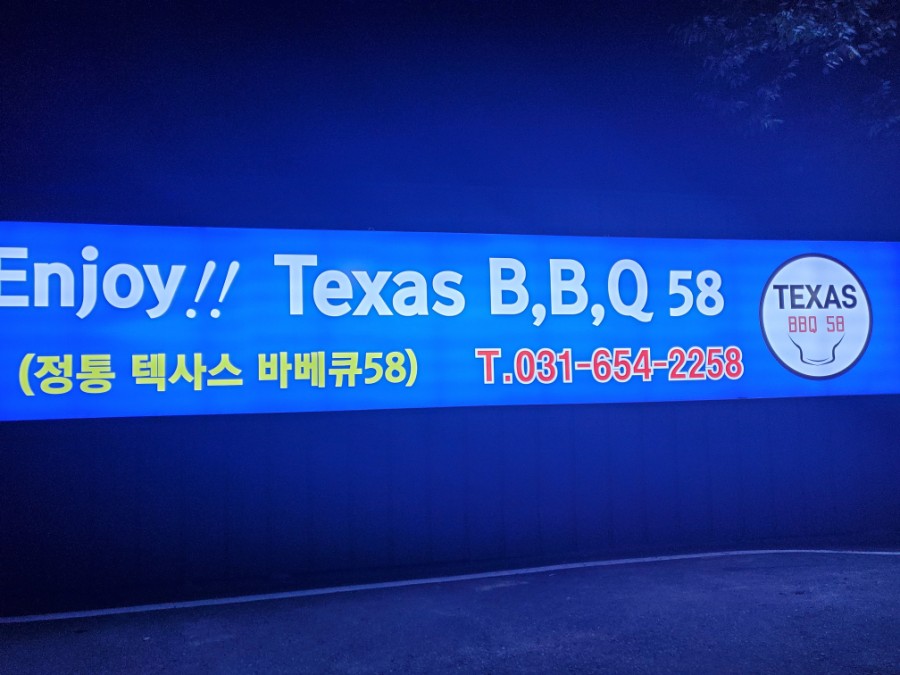 Enjoy!! Texas B,B,Q 58
(정통 텍사스 바베큐58)
T.031-654-2258
TEXAS
BBQ 58